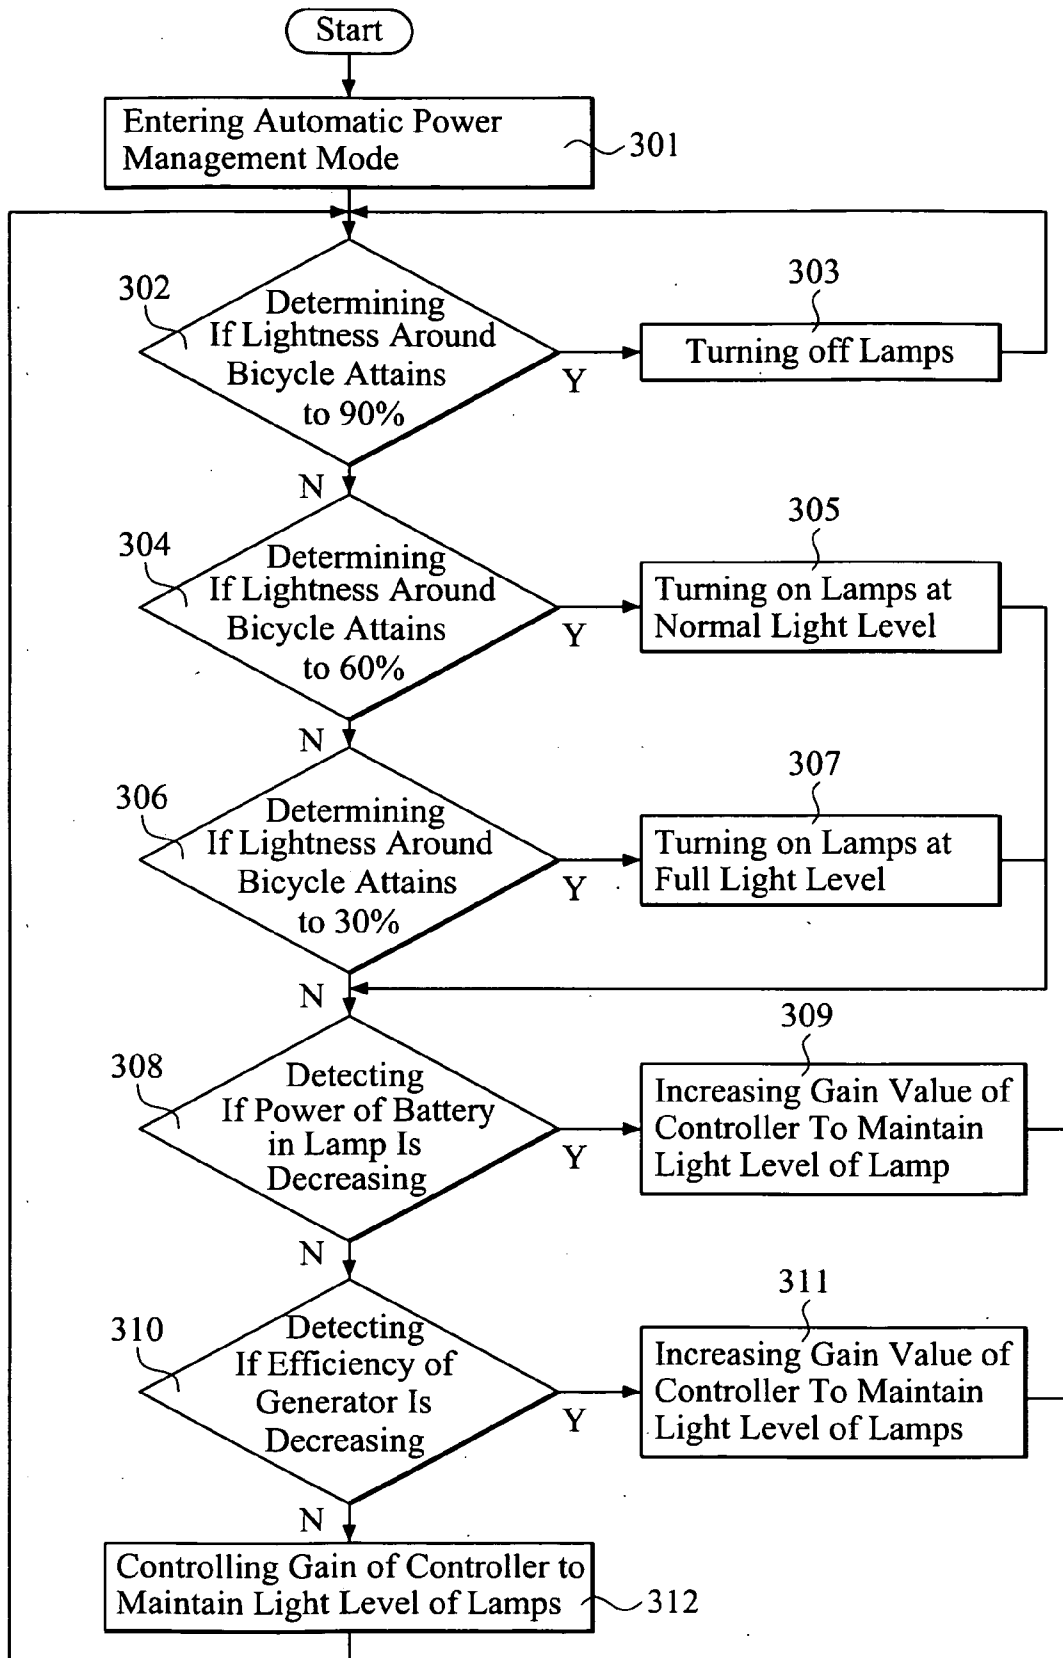 Start
Entering Automatic Power
Management Mode
301
302
Determining
If Lightness Around
Bicycle Attains
to 90%
Y
303
Turning off Lamps
N
304
Determining
If Lightness Around
Bicycle Attains
to 60%
Y
305
Turning on Lamps at
Normal Light Level
N
306
Determining
If Lightness Around
Bicycle Attains
to 30%
Y
307
Turning on Lamps at
Full Light Level
N
308
Detecting
If Power of Battery
in Lamp Is
Decreasing
Y
309
Increasing Gain Value of
Controller To Maintain
Light Level of Lamp
N
310
Detecting
If Efficiency of
Generator Is
Decreasing
Y
311
Increasing Gain Value of
Controller To Maintain
Light Level of Lamps
N
Controlling Gain of Controller to
Maintain Light Level of Lamps
312